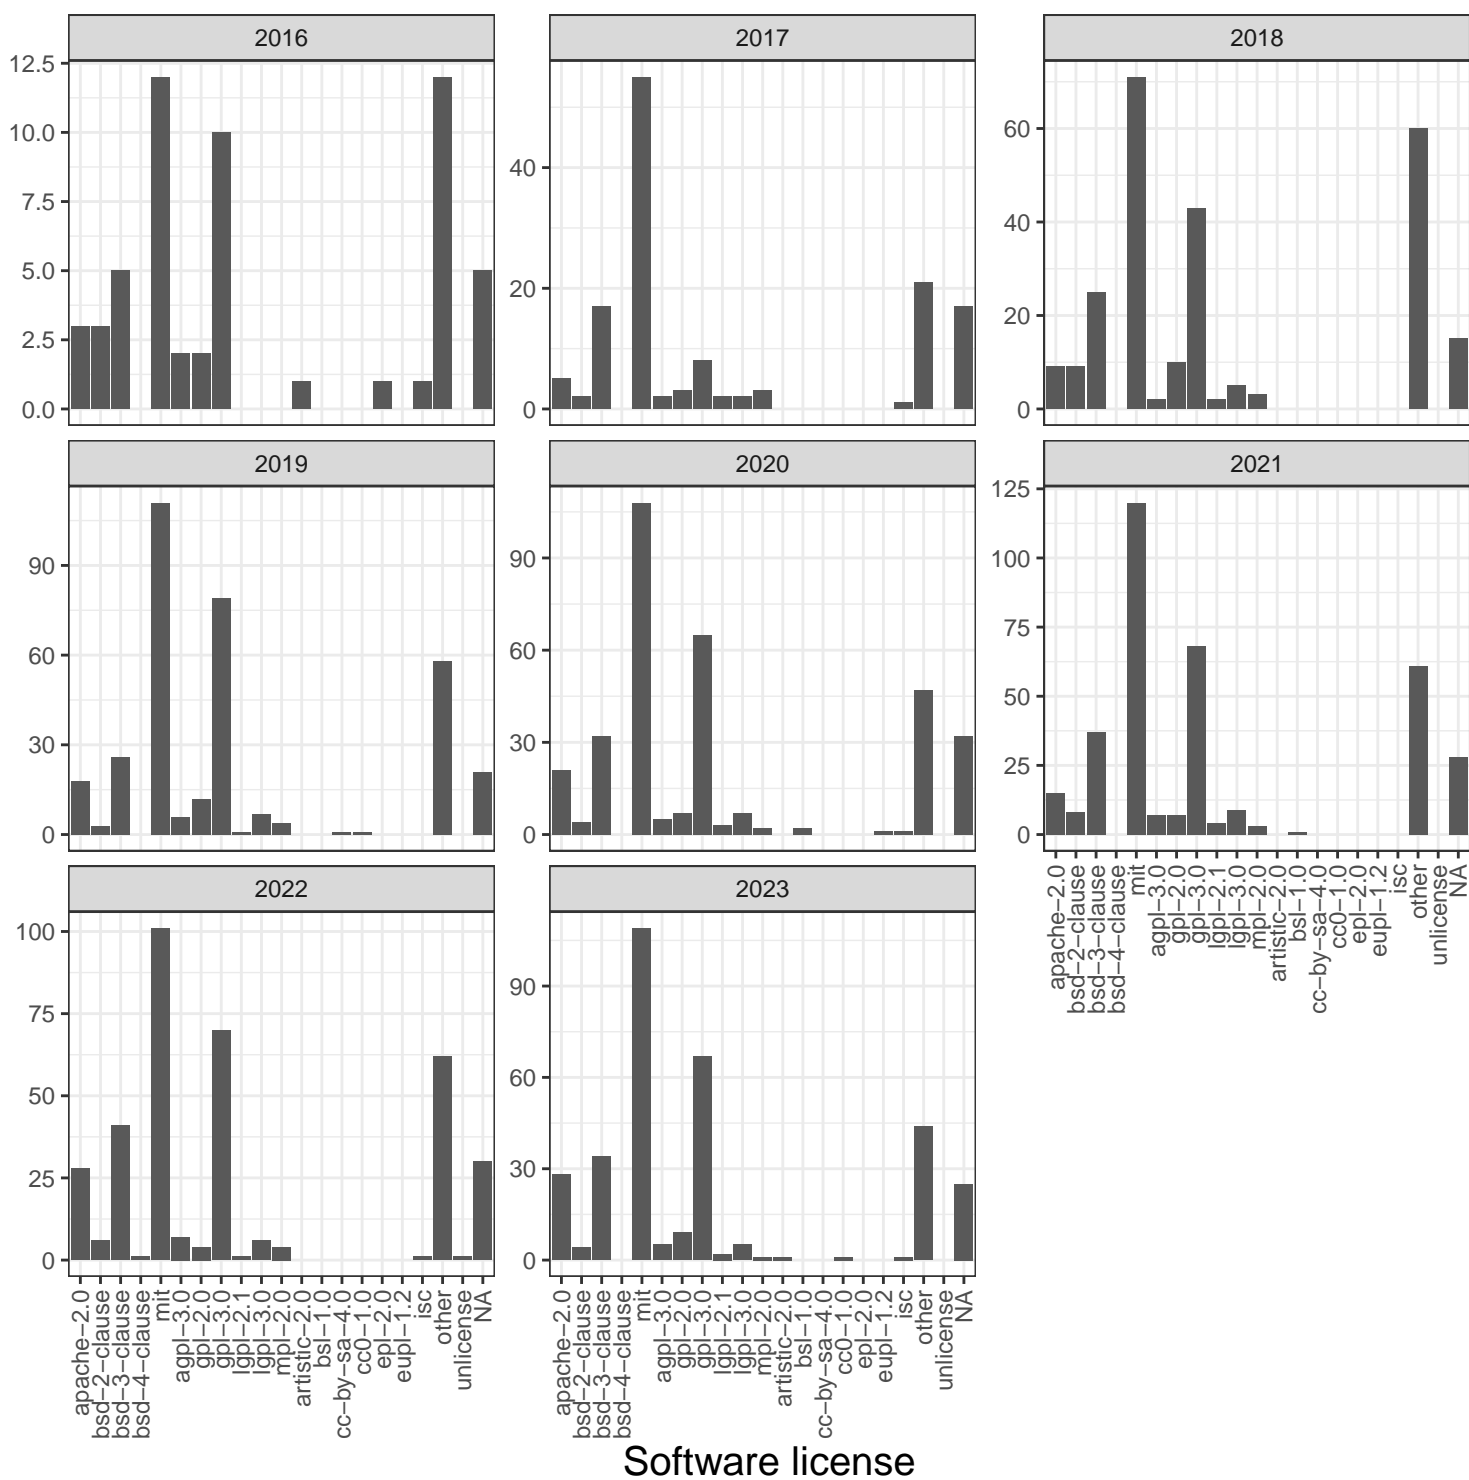 2016
2017
2018
12.5
10.0
7.5
5.0
2.5
0.0
40
20
0
60
40
20
0
2019
2020
2021
90
60
30
0
90
60
30
0
125
100
75
50
25
0
apache−2.0
bsd−2−clause
bsd−3−clause
bsd−4−clause
mit
agpl−3.0
gpl−2.0
gpl−3.0
lgpl−2.1
lgpl−3.0
mpl−2.0
artistic−2.0
bsl−1.0
cc−by−sa−4.0
cc0−1.0
epl−2.0
eupl−1.2
isc
other
unlicense
NA
2022
2023
100
75
50
25
0
90
60
30
0
apache−2.0
bsd−2−clause
bsd−3−clause
bsd−4−clause
mit
agpl−3.0
gpl−2.0
gpl−3.0
lgpl−2.1
lgpl−3.0
mpl−2.0
artistic−2.0
bsl−1.0
cc−by−sa−4.0
cc0−1.0
epl−2.0
eupl−1.2
isc
other
unlicense
NA
apache−2.0
bsd−2−clause
bsd−3−clause
bsd−4−clause
mit
agpl−3.0
gpl−2.0
gpl−3.0
lgpl−2.1
lgpl−3.0
mpl−2.0
artistic−2.0
bsl−1.0
cc−by−sa−4.0
cc0−1.0
epl−2.0
eupl−1.2
isc
other
unlicense
NA
Software license